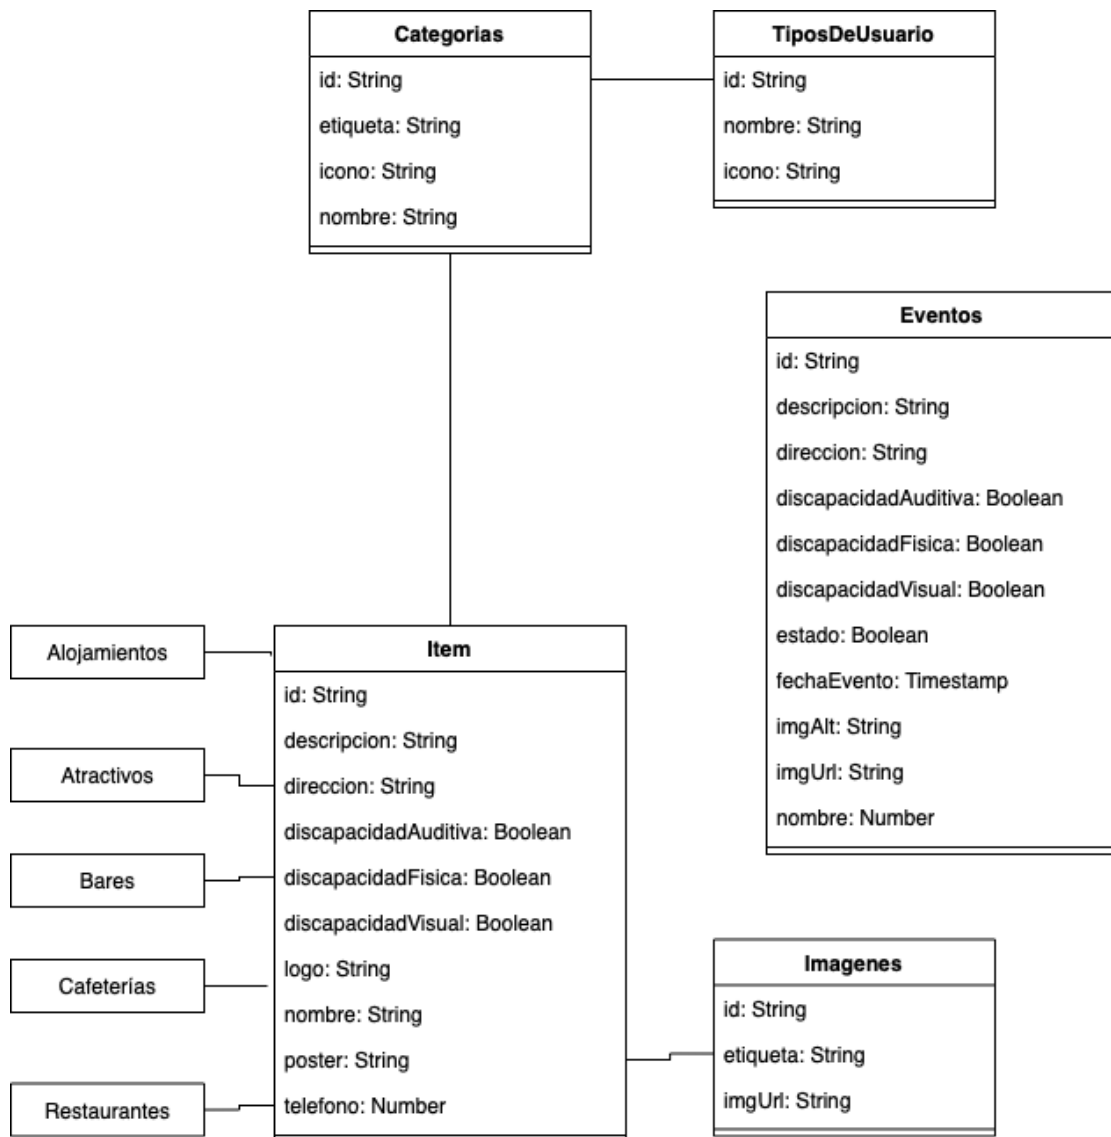 Categorias
id: String
etiqueta: String
icono: String
nombre: String
TiposDeUsuario
id: String
nombre: String
icono: String
Eventos
id: String
descripcion: String
direccion: String
discapacidadAuditiva: Boolean
discapacidadFisica: Boolean
discapacidadVisual: Boolean
estado: Boolean
fechaEvento: Timestamp
imgAlt: String
imgUrl: String
nombre: Number
Alojamientos
Atractivos
Bares
Cafeterías
Restaurantes
Item
id: String
descripcion: String
direccion: String
discapacidadAuditiva: Boolean
discapacidadFisica: Boolean
discapacidadVisual: Boolean
logo: String
nombre: String
poster: String
telefono: Number
Imagenes
id: String
etiqueta: String
imgUrl: String